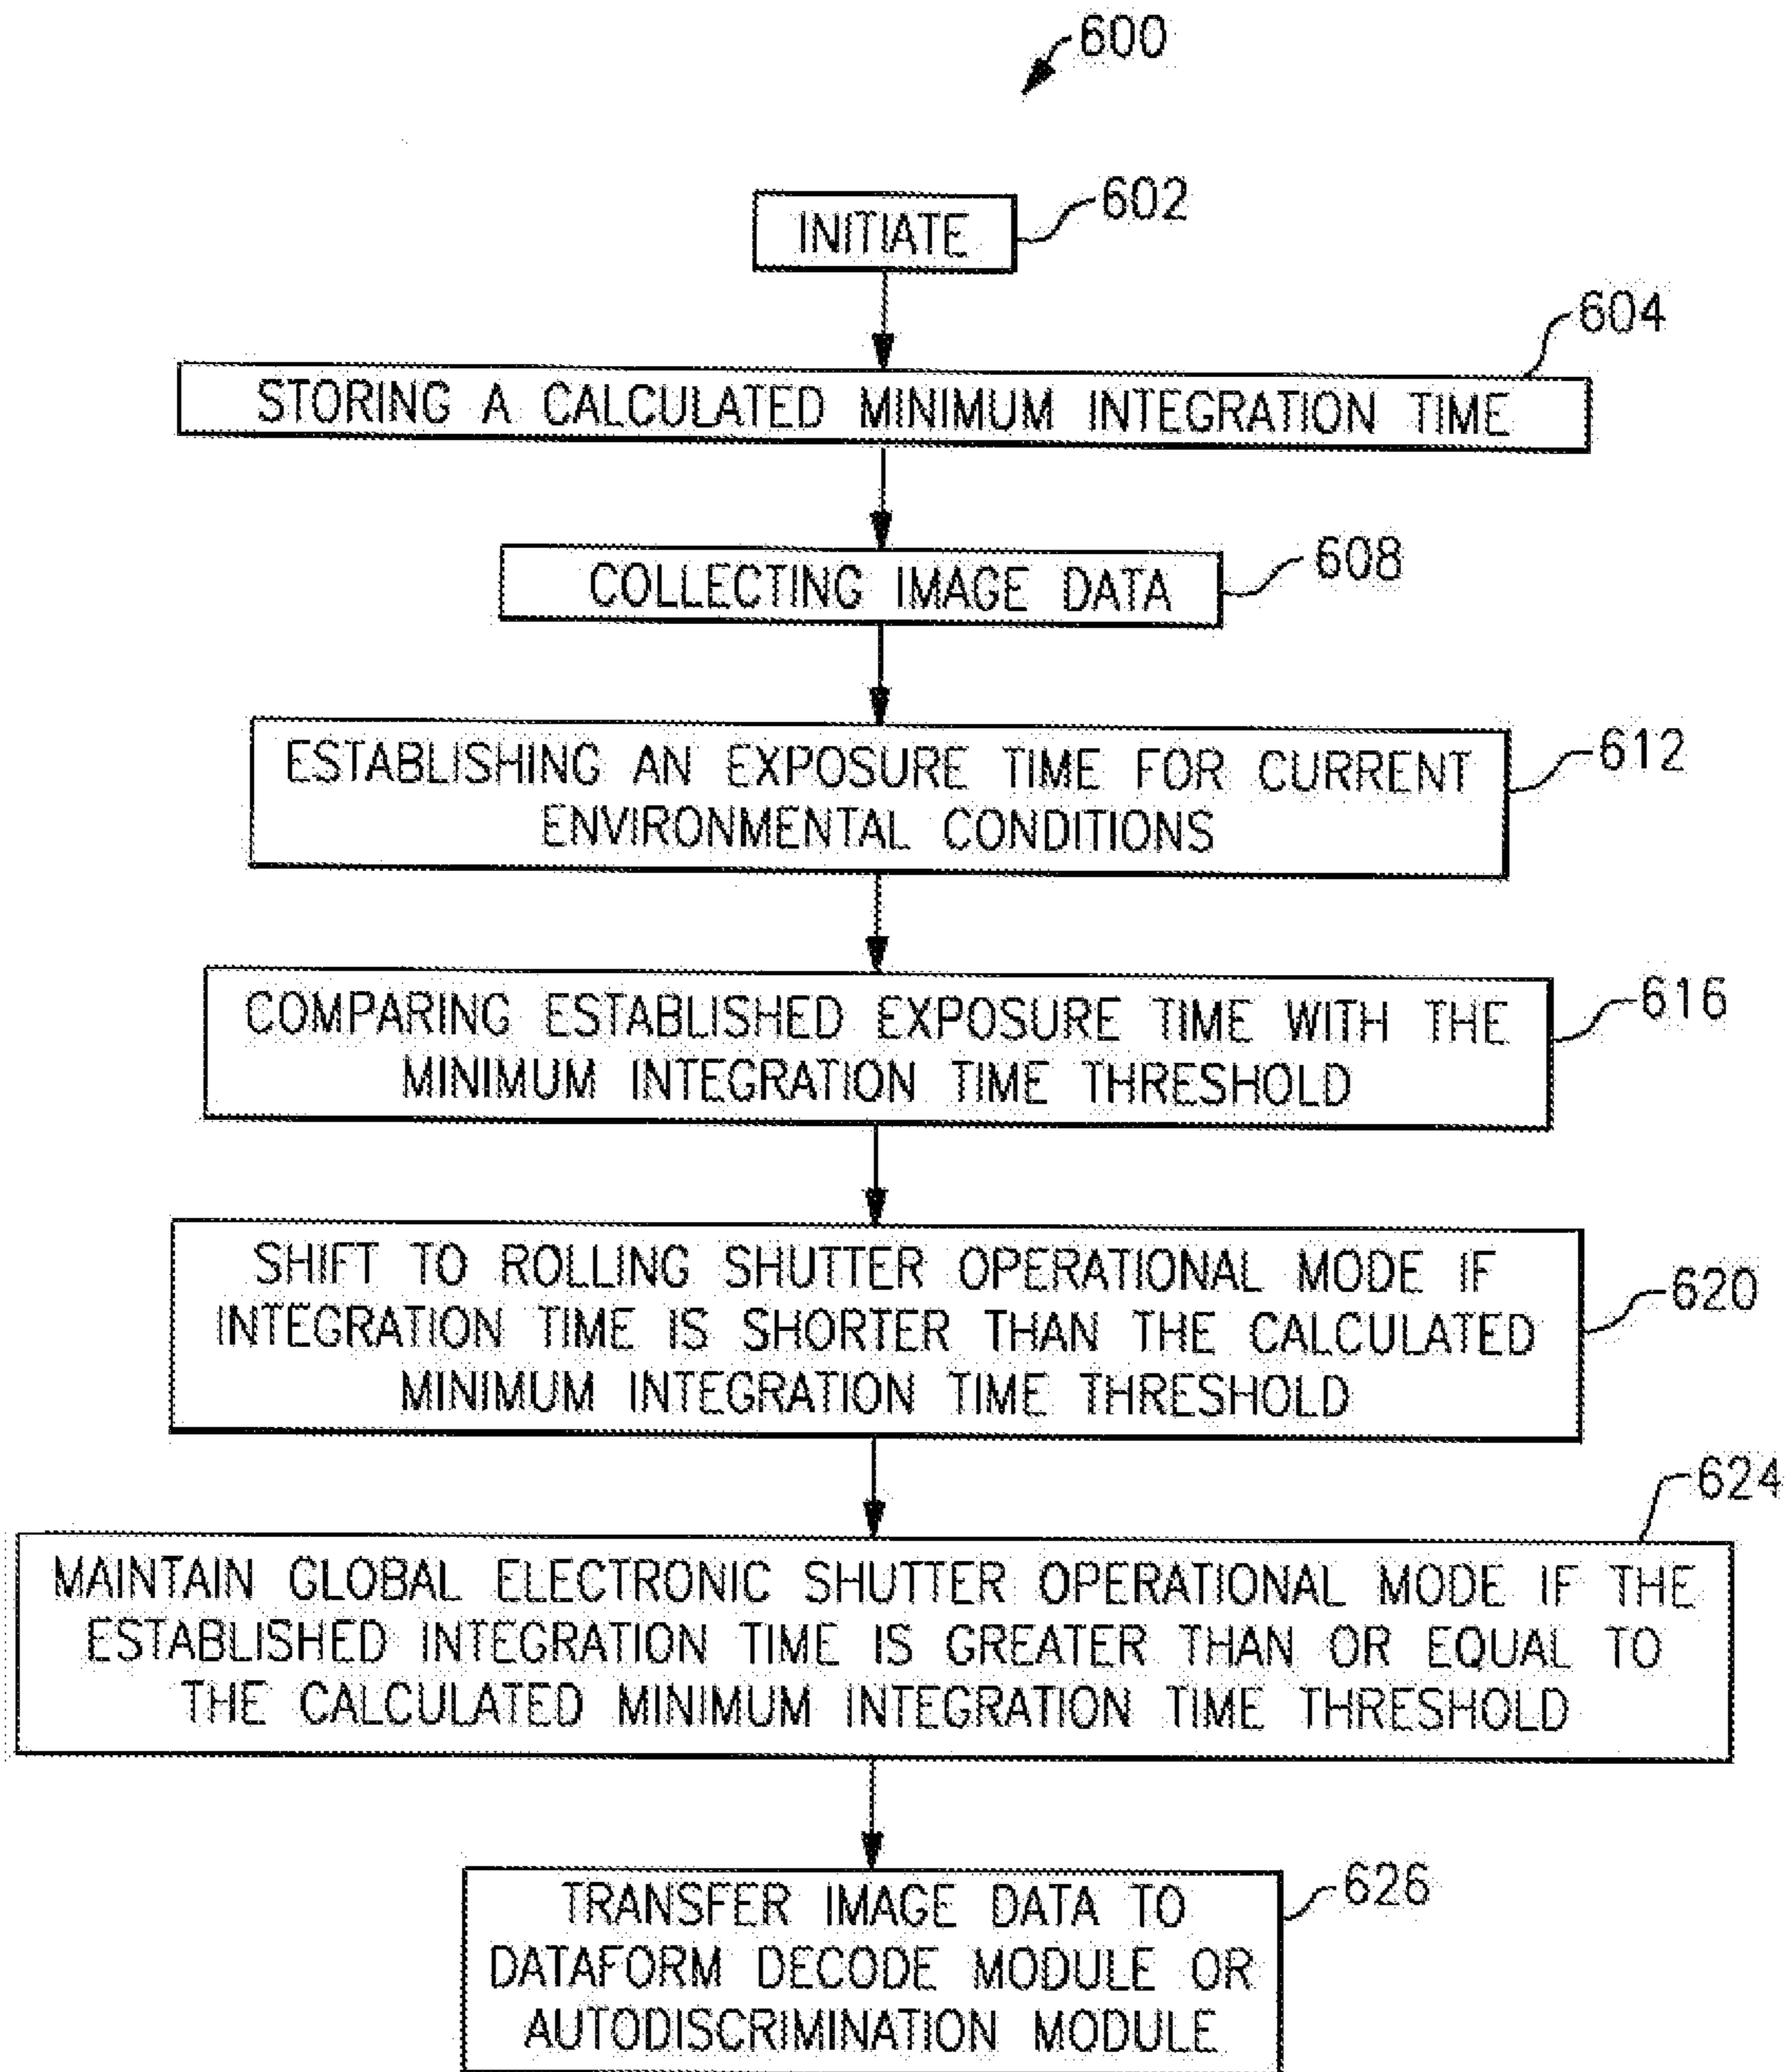 600
INITIATE
602
604
STORING A CALCULATED MINIMUM INTEGRATION TIME
COLLECTING IMAGE DATA
608
ESTABLISHING AN EXPOSURE TIME FOR CURRENT
ENVIRONMENTAL CONDITIONS
612
COMPARING ESTABLISHED EXPOSURE TIME WITH THE
MINIMUM INTEGRATION TIME THRESHOLD
616
SHIFT TO ROLLING SHUTTER OPERATIONAL MODE IF
INTEGRATION TIME IS SHORTER THAN THE CALCULATED
MINIMUM INTEGRATION TIME THRESHOLD
620
624
MAINTAIN GLOBAL ELECTRONIC SHUTTER OPERATIONAL MODE IF THE
ESTABLISHED INTEGRATION TIME IS GREATER THAN OR EQUAL TO
THE CALCULATED MINIMUM INTEGRATION TIME THRESHOLD
TRANSFER IMAGE DATA TO
DATAFORM DECODE MODULE OR
AUTODISCRIMINATION MODULE
626